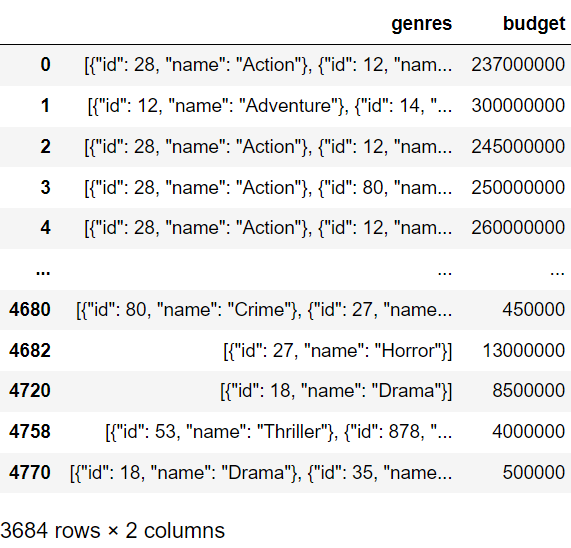 genres budget
0 [{"id": 28, "name": "Action"}, {"id": 12, "nam... 237000000
1 [{"id": 12, "name": "Adventure"}, {"id": 14, "... 300000000
2 [{"id": 28, "name": "Action"}, {"id": 12, "nam... 245000000
3 [{"id": 28, "name": "Action"}, {"id": 80, "nam... 250000000
4 [{"id": 28, "name": "Action"}, {"id": 12, "nam... 260000000
... ... ...
4680 [{"id": 80, "name": "Crime"}, {"id": 27, "name... 450000
4682 [{"id": 27, "name": "Horror"}] 13000000
4720 [{"id": 18, "name": "Drama"}] 8500000
4758 [{"id": 53, "name": "Thriller"}, {"id": 878, "... 4000000
4770 [{"id": 18, "name": "Drama"}, {"id": 35, "name... 500000
3684 rows × 2 columns